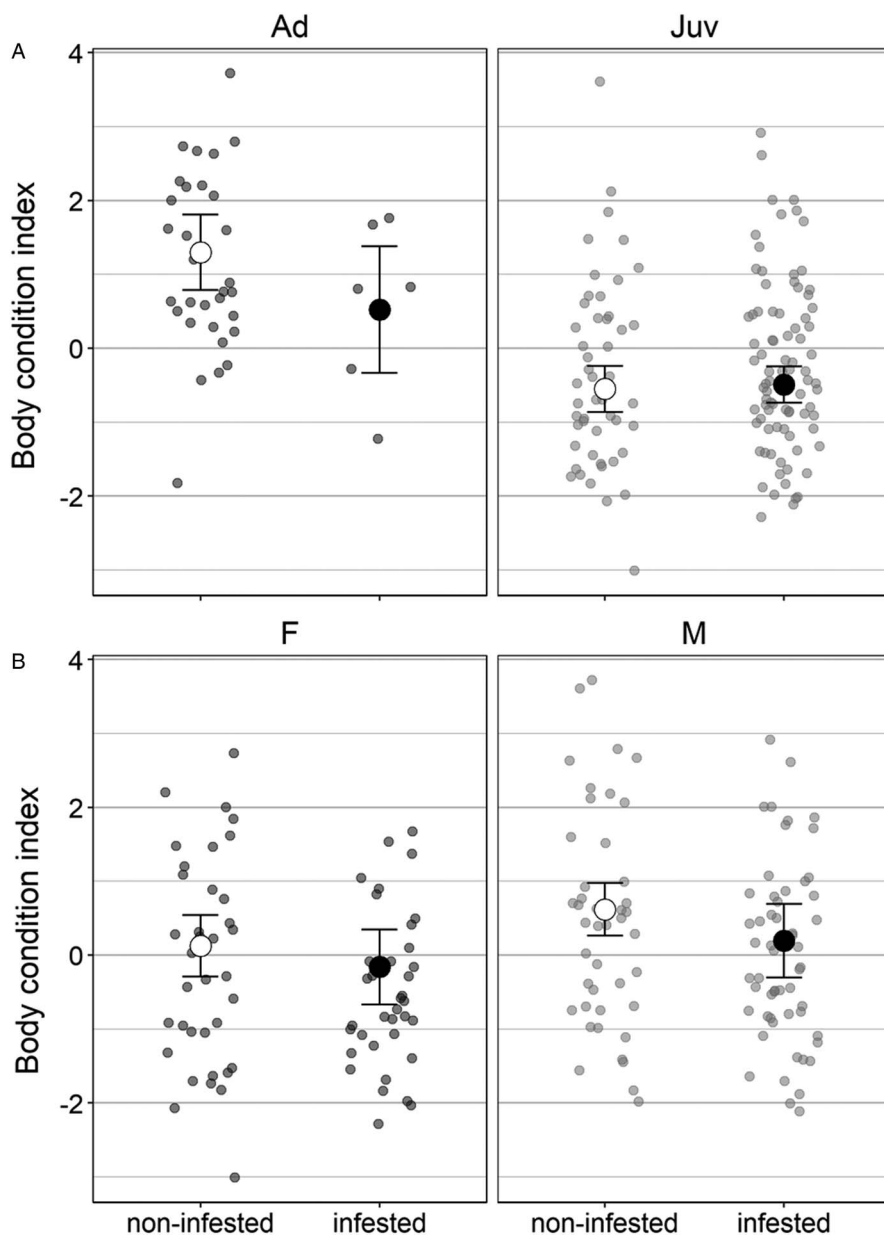 A
Ad
Juv
Body condition index
4
2
0
-2
B
F
M
Body condition index
4
2
0
-2
non-infested
infested
non-infested
infested